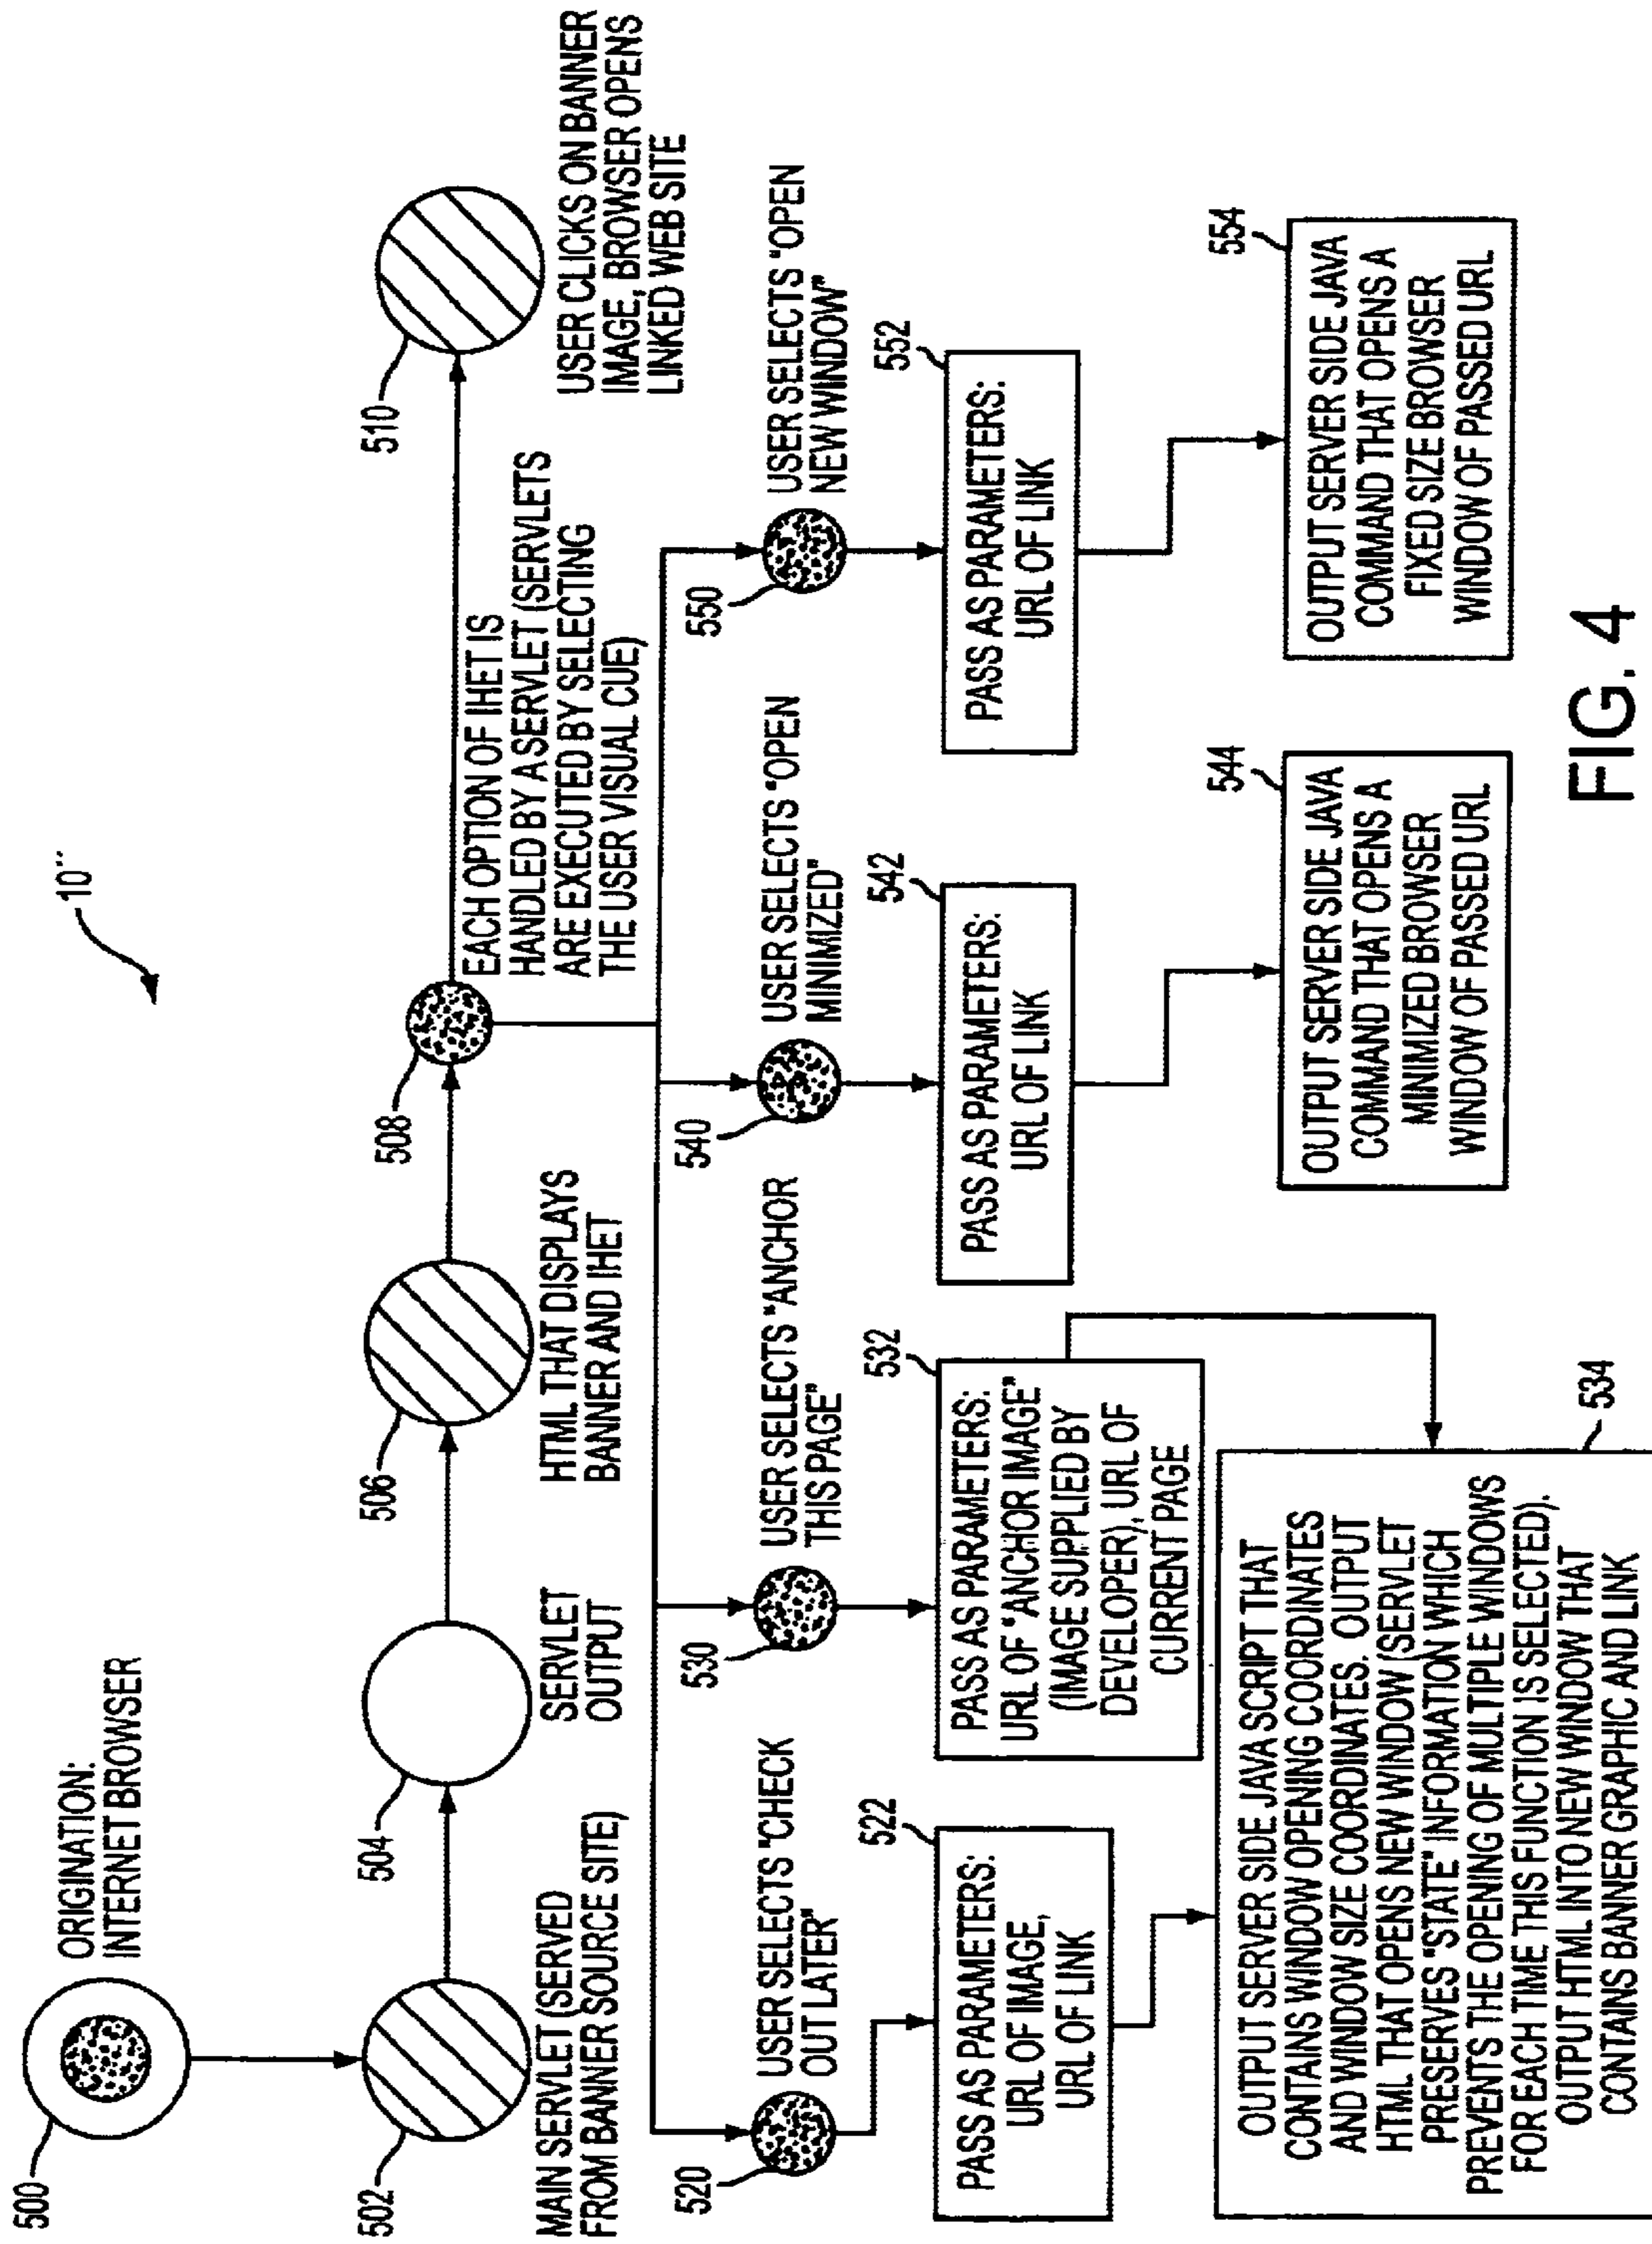 10''
500
ORIGINATION:
INTERNET BROWSER
502
MAIN SERVLET (SERVED
FROM BANNER SOURCE SITE)
504
SERVLET
OUTPUT
506
HTML THAT DISPLAYS
BANNER AND IHET
508
EACH OPTION OF IHET IS
HANDLED BY A SERVLET (SERVLETS
ARE EXECUTED BY SELECTING
THE USER VISUAL CUE)
510
USER CLICKS ON BANNER
IMAGE, BROWSER OPENS
LINKED WEB SITE
520
USER SELECTS "CHECK
OUT LATER"
530
USER SELECTS "ANCHOR
THIS PAGE"
540
USER SELECTS "OPEN
MINIMIZED"
550
USER SELECTS "OPEN
NEW WINDOW"
522
PASS AS PARAMETERS:
URL OF IMAGE,
URL OF LINK
532
PASS AS PARAMETERS:
URL OF "ANCHOR IMAGE"
(IMAGE SUPPLIED BY
DEVELOPER), URL OF
CURRENT PAGE
542
PASS AS PARAMETERS:
URL OF LINK
552
PASS AS PARAMETERS:
URL OF LINK
534
OUTPUT SERVER SIDE JAVA SCRIPT THAT
CONTAINS WINDOW OPENING COORDINATES
AND WINDOW SIZE COORDINATES. OUTPUT
HTML THAT OPENS NEW WINDOW (SERVLET
PRESERVES "STATE" INFORMATION WHICH
PREVENTS THE OPENING OF MULTIPLE WINDOWS
FOR EACH TIME THIS FUNCTION IS SELECTED).
OUTPUT HTML INTO NEW WINDOW THAT
CONTAINS BANNER GRAPHIC AND LINK
544
OUTPUT SERVER SIDE JAVA
COMMAND THAT OPENS A
MINIMIZED BROWSER
WINDOW OF PASSED URL
554
OUTPUT SERVER SIDE JAVA
COMMAND THAT OPENS A
FIXED SIZE BROWSER
WINDOW OF PASSED URL
FIG. 4